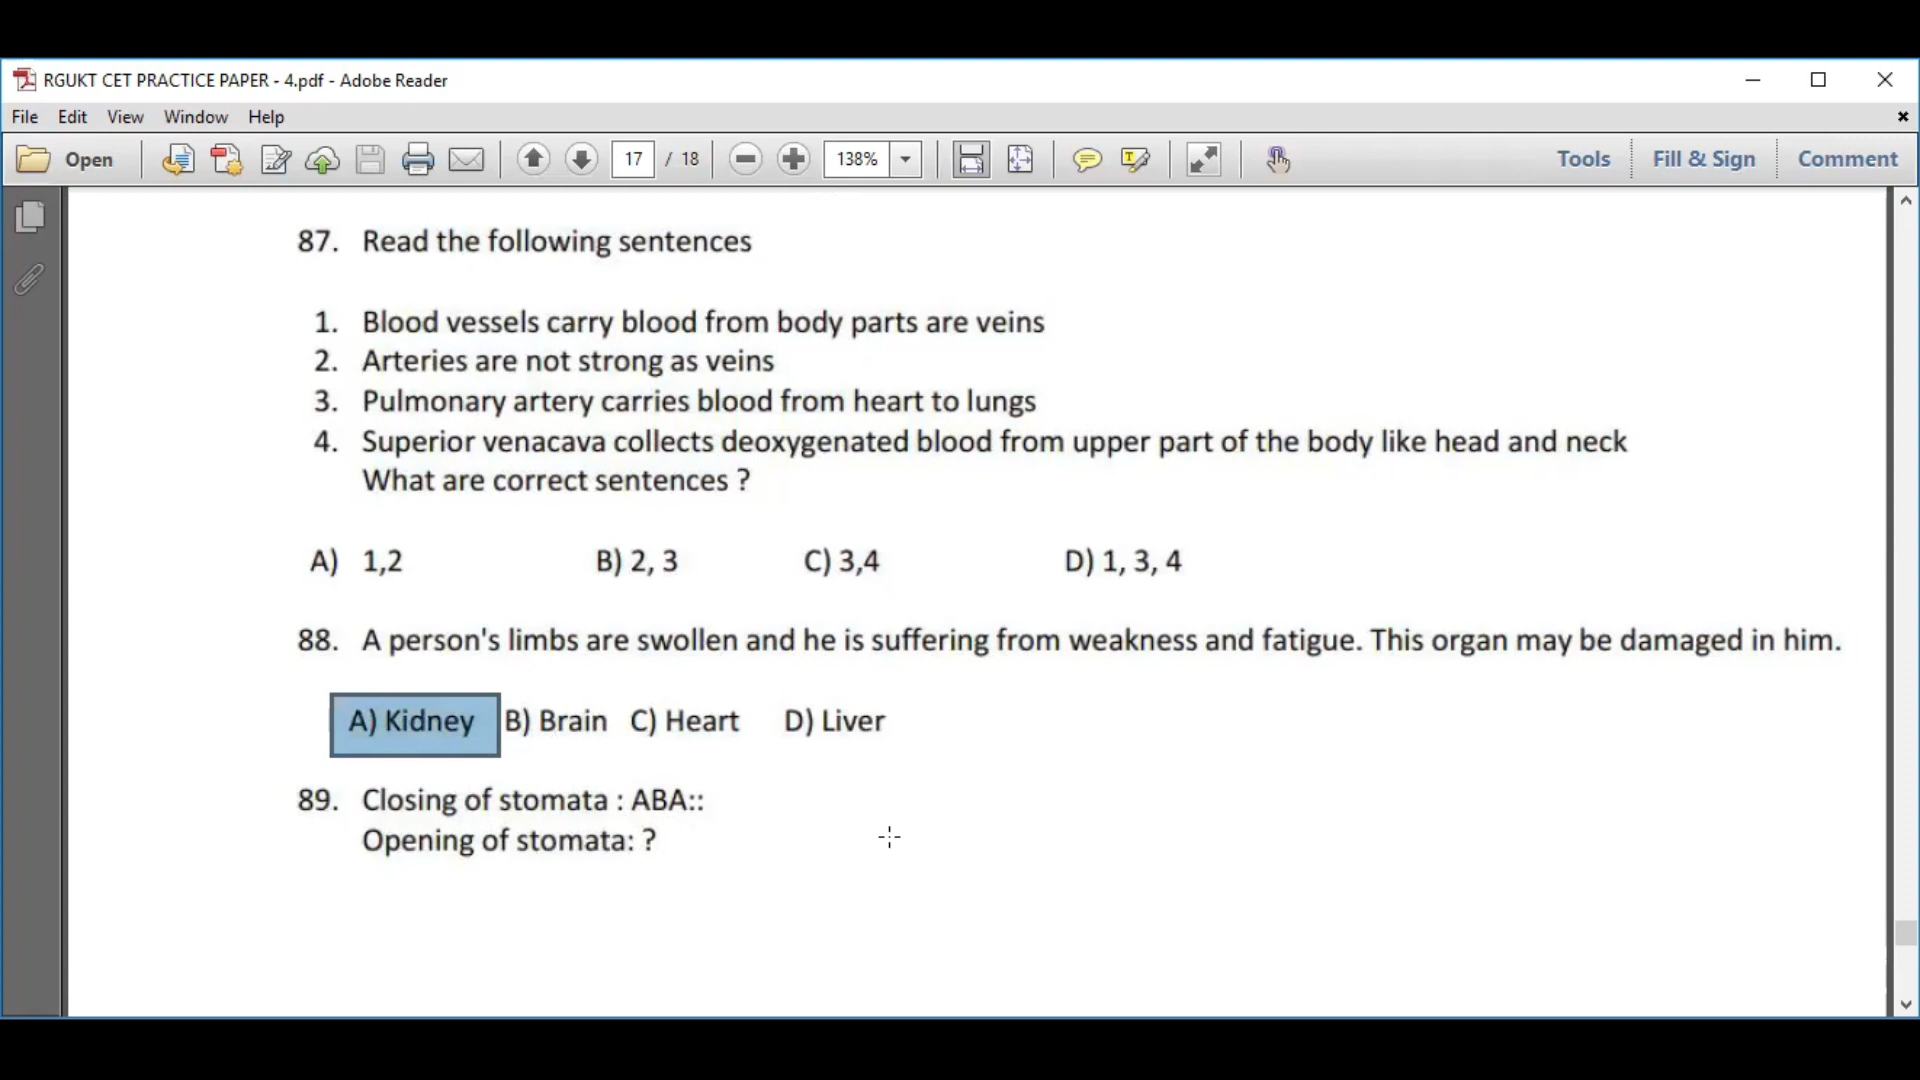 RGUKT CET PRACTICE PAPER - 4.pdf - Adobe Reader
File Edit View Window Help
Open 17 / 18 138% Tools Fill & Sign Comment
87. Read the following sentences
1. Blood vessels carry blood from body parts are veins
2. Arteries are not strong as veins
3. Pulmonary artery carries blood from heart to lungs
4. Superior venacava collects deoxygenated blood from upper part of the body like head and neck
What are correct sentences ?
A) 1,2 B) 2, 3 C) 3,4 D) 1, 3, 4
88. A person's limbs are swollen and he is suffering from weakness and fatigue. This organ may be damaged in him.
A) Kidney B) Brain C) Heart D) Liver
89. Closing of stomata : ABA::
Opening of stomata: ?